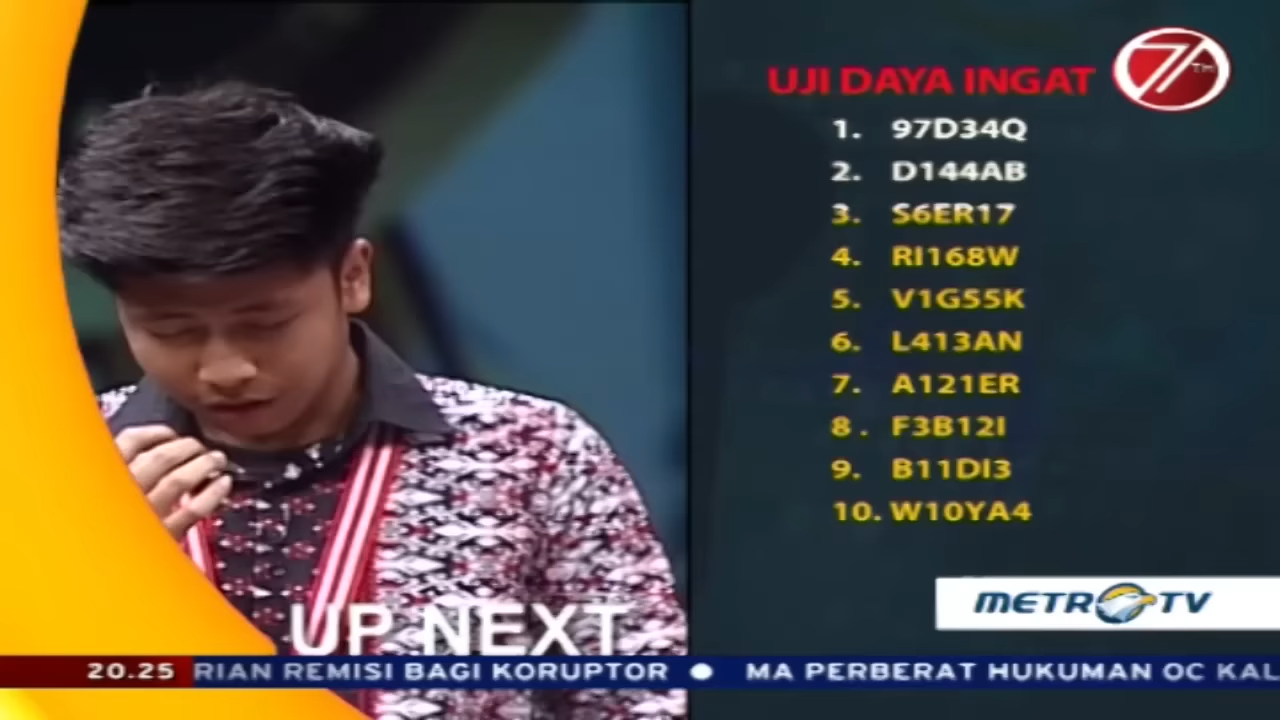 UJI DAYA INGAT
7TH
1. 97D34Q
2. D144AB
3. S6ER17
4. RI168W
5. V1G55K
6. L413AN
7. A121ER
8. F3B12I
9. B11DI3
10. W10YA4
METRO TV
UP NEXT
20.25 RIAN REMISI BAGI KORUPTOR ● MA PERBERAT HUKUMAN OC KAL